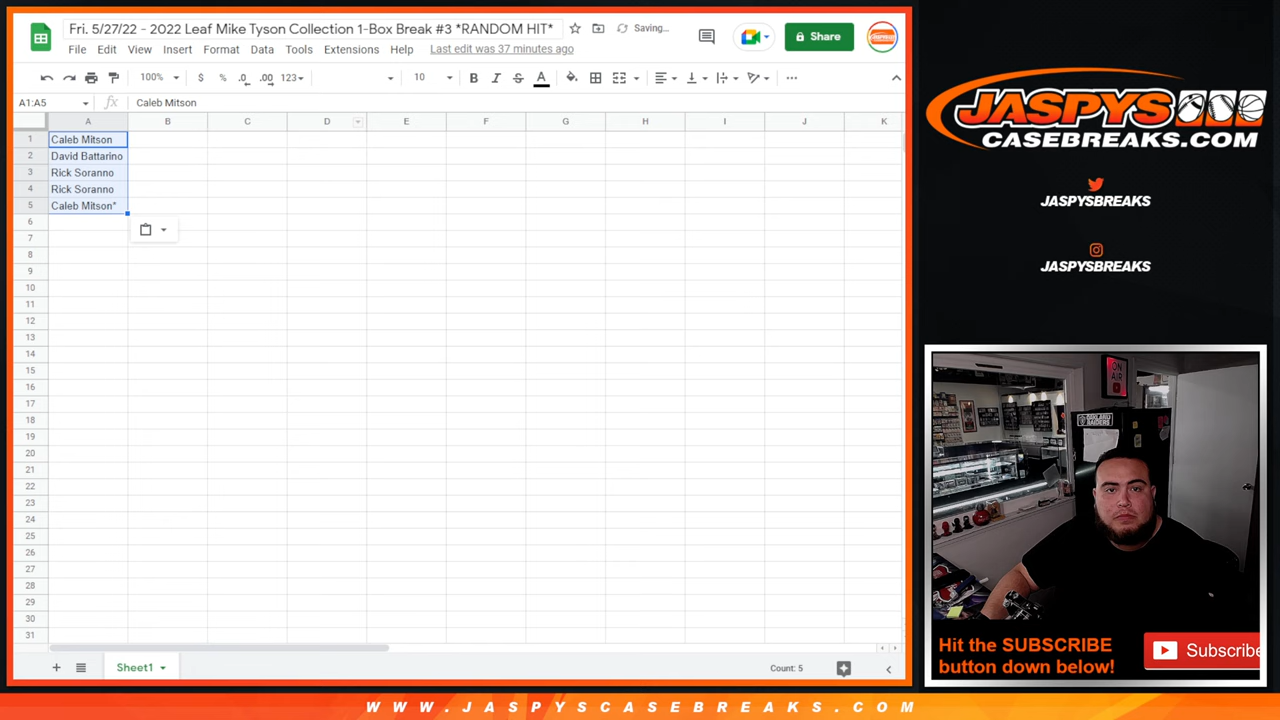 Fri. 5/27/22 - 2022 Leaf Mike Tyson Collection 1-Box Break #3 *RANDOM HIT*
Saving...
Share
File Edit View Insert Format Data Tools Extensions Help Last edit was 37 minutes ago
100% $ % .0 .00 123 10 B I S A
A1:A5 fx Caleb Mitson
A B C D E F G H I J K
1 Caleb Mitson
2 David Battarino
3 Rick Soranno
4 Rick Soranno
5 Caleb Mitson*
6
7
8
9
10
11
12
13
14
15
16
17
18
19
20
21
22
23
24
25
26
27
28
29
30
31
Sheet1
Count: 5
JASPYS
CASEBREAKS.COM
JASPYSBREAKS
JASPYSBREAKS
ON
AIR
Hit the SUBSCRIBE
button down below!
Subscribe
WWW.JASPYSCASEBREAKS.COM